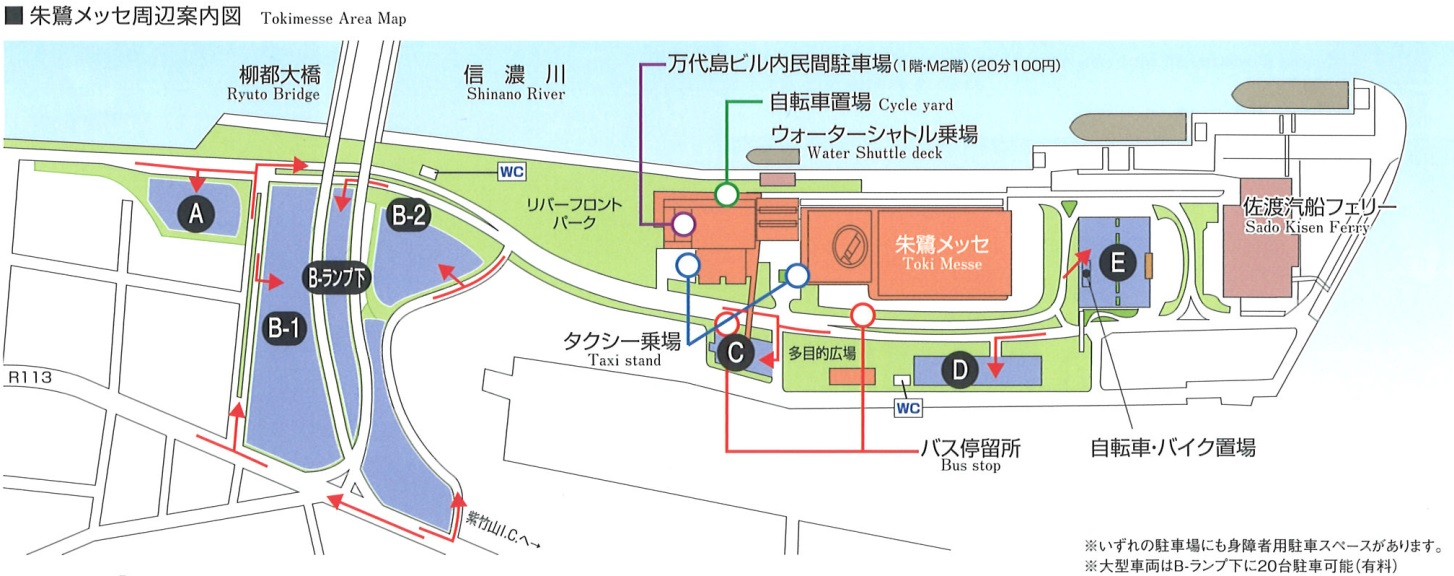 ■ 朱鷺メッセ周辺案内図 Tokimesse Area Map
柳都大橋
Ryuto Bridge
信濃川
Shinano River
万代島ビル内民間駐車場(1階・M2階)(20分100円)
自転車置場 Cycle yard
ウォーターシャトル乗場
Water Shuttle deck
WC
リバーフロント
パーク
A
B-2
B-ランプ下
B-1
朱鷺メッセ
Toki Messe
佐渡汽船フェリー
Sado Kisen Ferry
E
タクシー乗場
Taxi stand
C
多目的広場
D
WC
R113
バス停留所
Bus stop
自転車・バイク置場
紫竹山I.C.へ→
※いずれの駐車場にも身障者用駐車スペースがあります。
※大型車両はB-ランプ下に20台駐車可能(有料)